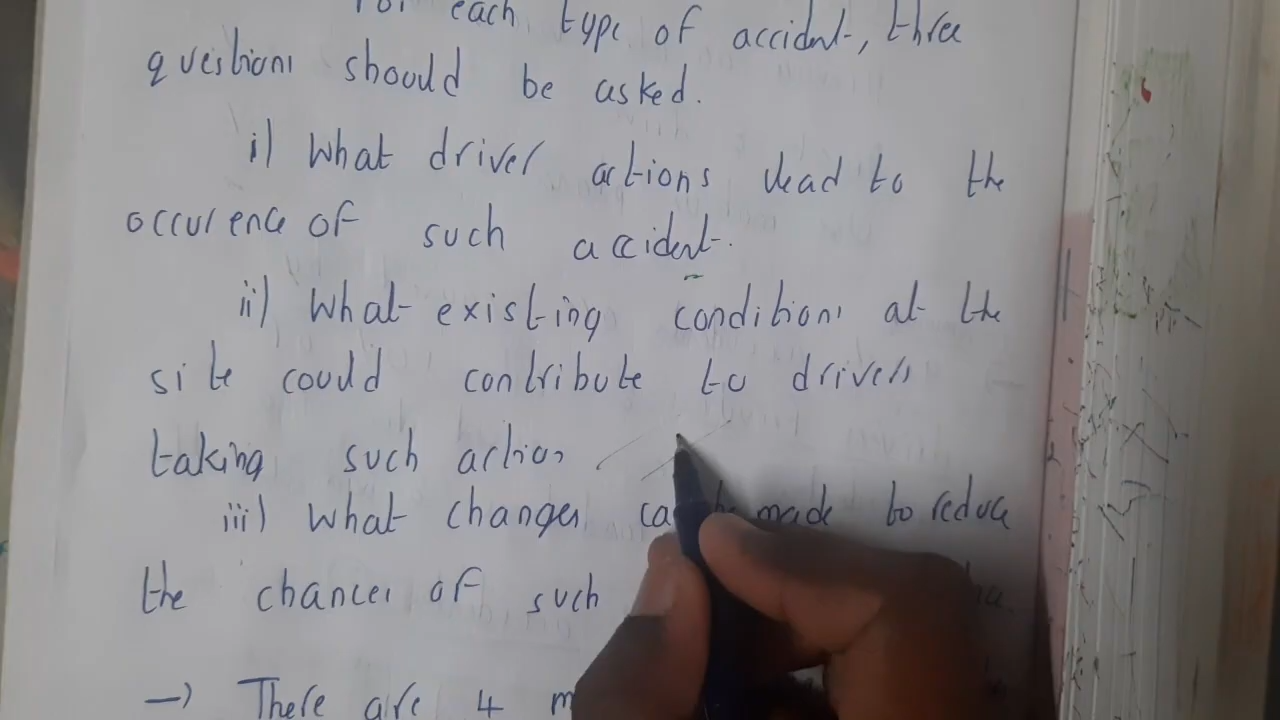 For each type of accident, three
questions should be asked.
i) What driver actions lead to the
occurence of such accident.
ii) What existing conditions at the
site could contribute to drivers
taking such action
iii) What changes can be made to reduce
the chances of such
→ There are 4